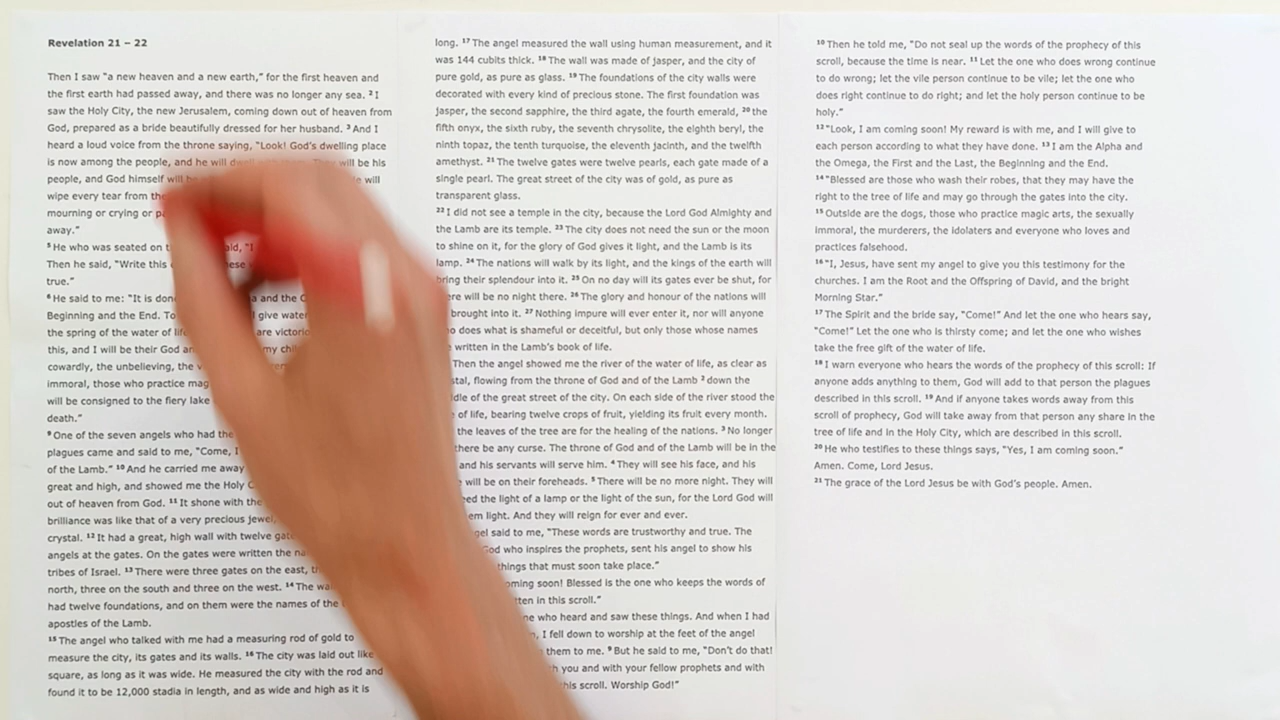 Revelation 21 – 22
Then I saw “a new heaven and a new earth,” for the first heaven and
the first earth had passed away, and there was no longer any sea. ² I
saw the Holy City, the new Jerusalem, coming down out of heaven from
God, prepared as a bride beautifully dressed for her husband. ³ And I
heard a loud voice from the throne saying, “Look! God’s dwelling place
is now among the people, and he will dwell with them. They will be his
people, and God himself will be will
wipe every tear from
mourning or crying or
away.”
⁵ He who was seated on
Then he said, “Write this
true.”
⁶ He said to me: “It is and the
Beginning and the End. To I give
the spring of the water of are
this, and I will be their God my
cowardly, the unbelieving, the
immoral, those who practice
will be consigned to the fiery lake
death.”
⁹ One of the seven angels who had the
plagues came and said to me, “Come, I
of the Lamb.” ¹⁰ And he carried me away
great and high, and showed me the Holy
out of heaven from God. ¹¹ It shone with the
brilliance was like that of a very precious
crystal. ¹² It had a great, high wall with twelve
angels at the gates. On the gates were written the
tribes of Israel. ¹³ There were three gates on the east,
north, three on the south and three on the west. ¹⁴ The
had twelve foundations, and on them were the names of the
apostles of the Lamb.
¹⁵ The angel who talked with me had a measuring rod of gold to
measure the city, its gates and its walls. ¹⁶ The city was laid out like
square, as long as it was wide. He measured the city with the rod and
found it to be 12,000 stadia in length, and as wide and high as it is
long. ¹⁷ The angel measured the wall using human measurement, and it
was 144 cubits thick. ¹⁸ The wall was made of jasper, and the city of
pure gold, as pure as glass. ¹⁹ The foundations of the city walls were
decorated with every kind of precious stone. The first foundation was
jasper, the second sapphire, the third agate, the fourth emerald, ²⁰ the
fifth onyx, the sixth ruby, the seventh chrysolite, the eighth beryl, the
ninth topaz, the tenth turquoise, the eleventh jacinth, and the twelfth
amethyst. ²¹ The twelve gates were twelve pearls, each gate made of a
single pearl. The great street of the city was of gold, as pure as
transparent glass.
²² I did not see a temple in the city, because the Lord God Almighty and
the Lamb are its temple. ²³ The city does not need the sun or the moon
to shine on it, for the glory of God gives it light, and the Lamb is its
lamp. ²⁴ The nations will walk by its light, and the kings of the earth will
bring their splendour into it. ²⁵ On no day will its gates ever be shut, for
will be no night there. ²⁶ The glory and honour of the nations will
brought into it. ²⁷ Nothing impure will ever enter it, nor will anyone
does what is shameful or deceitful, but only those whose names
written in the Lamb’s book of life.
Then the angel showed me the river of the water of life, as clear as
flowing from the throne of God and of the Lamb ² down the
of the great street of the city. On each side of the river stood the
of life, bearing twelve crops of fruit, yielding its fruit every month.
the leaves of the tree are for the healing of the nations. ³ No longer
there be any curse. The throne of God and of the Lamb will be in the
and his servants will serve him. ⁴ They will see his face, and his
will be on their foreheads. ⁵ There will be no more night. They will
the light of a lamp or the light of the sun, for the Lord God will
light. And they will reign for ever and ever.
said to me, “These words are trustworthy and true. The
God who inspires the prophets, sent his angel to show his
things that must soon take place.”
coming soon! Blessed is the one who keeps the words of
in this scroll.”
who heard and saw these things. And when I had
I fell down to worship at the feet of the angel
them to me. ⁹ But he said to me, “Don’t do that!
you and with your fellow prophets and with
this scroll. Worship God!”
¹⁰ Then he told me, “Do not seal up the words of the prophecy of this
scroll, because the time is near. ¹¹ Let the one who does wrong continue
to do wrong; let the vile person continue to be vile; let the one who
does right continue to do right; and let the holy person continue to be
holy.”
¹² “Look, I am coming soon! My reward is with me, and I will give to
each person according to what they have done. ¹³ I am the Alpha and
the Omega, the First and the Last, the Beginning and the End.
¹⁴ “Blessed are those who wash their robes, that they may have the
right to the tree of life and may go through the gates into the city.
¹⁵ Outside are the dogs, those who practice magic arts, the sexually
immoral, the murderers, the idolaters and everyone who loves and
practices falsehood.
¹⁶ “I, Jesus, have sent my angel to give you this testimony for the
churches. I am the Root and the Offspring of David, and the bright
Morning Star.”
¹⁷ The Spirit and the bride say, “Come!” And let the one who hears say,
“Come!” Let the one who is thirsty come; and let the one who wishes
take the free gift of the water of life.
¹⁸ I warn everyone who hears the words of the prophecy of this scroll: If
anyone adds anything to them, God will add to that person the plagues
described in this scroll. ¹⁹ And if anyone takes words away from this
scroll of prophecy, God will take away from that person any share in the
tree of life and in the Holy City, which are described in this scroll.
²⁰ He who testifies to these things says, “Yes, I am coming soon.”
Amen. Come, Lord Jesus.
²¹ The grace of the Lord Jesus be with God’s people. Amen.